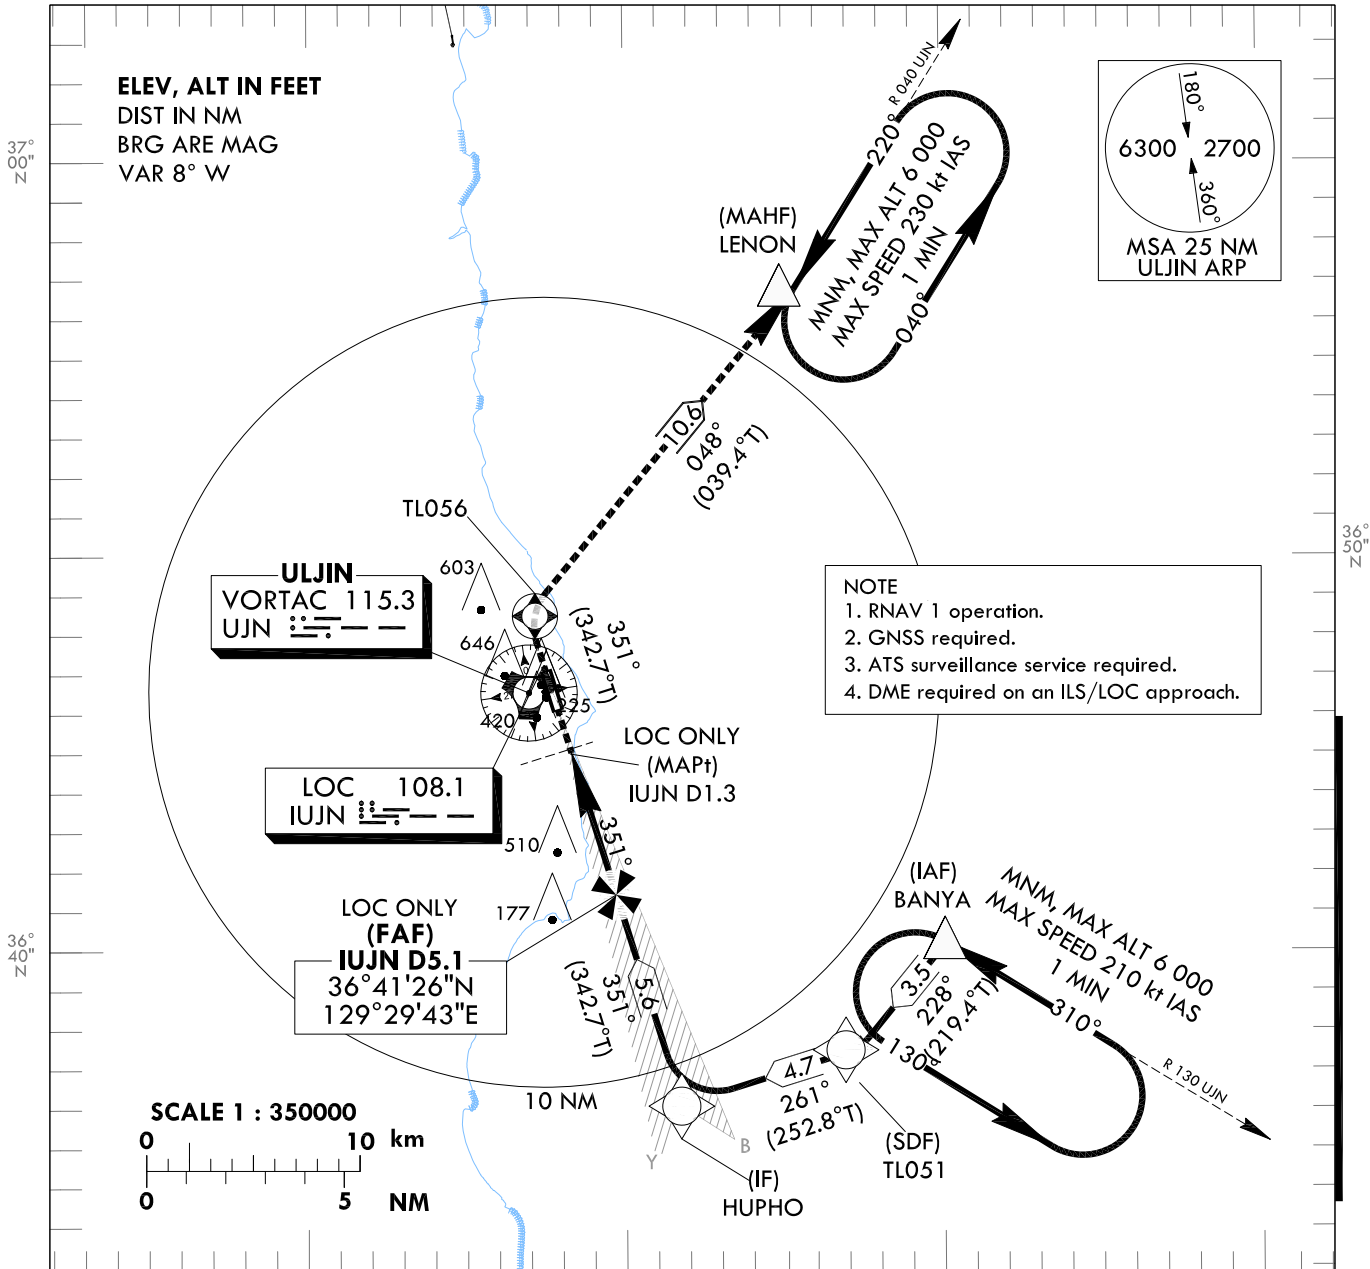 ELEV, ALT IN FEET
DIST IN NM
BRG ARE MAG
VAR 8° W
37°
00"
N
R 040 UJN
220°
MNM, MAX ALT 6 000
MAX SPEED 230 kt IAS
1 MIN
040°
(MAHF)
LENON
180°
6300 2700
360°
MSA 25 NM
ULJIN ARP
10.6
048°
(039.4°T)
TL056
36°
50"
N
603
ULJIN
VORTAC 115.3
UJN
646
351°
(342.7°T)
NOTE
1. RNAV 1 operation.
2. GNSS required.
3. ATS surveillance service required.
4. DME required on an ILS/LOC approach.
225
420
LOC ONLY
(MAPt)
IUJN D1.3
LOC 108.1
IUJN
510
351°
177
LOC ONLY
(FAF)
IUJN D5.1
36°41'26"N
129°29'43"E
36°
40"
N
(IAF)
BANYA
MNM, MAX ALT 6 000
MAX SPEED 210 kt IAS
1 MIN
310°
130°
R 130 UJN
3.5
228°
(219.4°T)
5.6
351°
(342.7°T)
4.7
261°
(252.8°T)
10 NM
(SDF)
TL051
B
Y
(IF)
HUPHO
SCALE 1 : 350000
0 10 km
0 5 NM